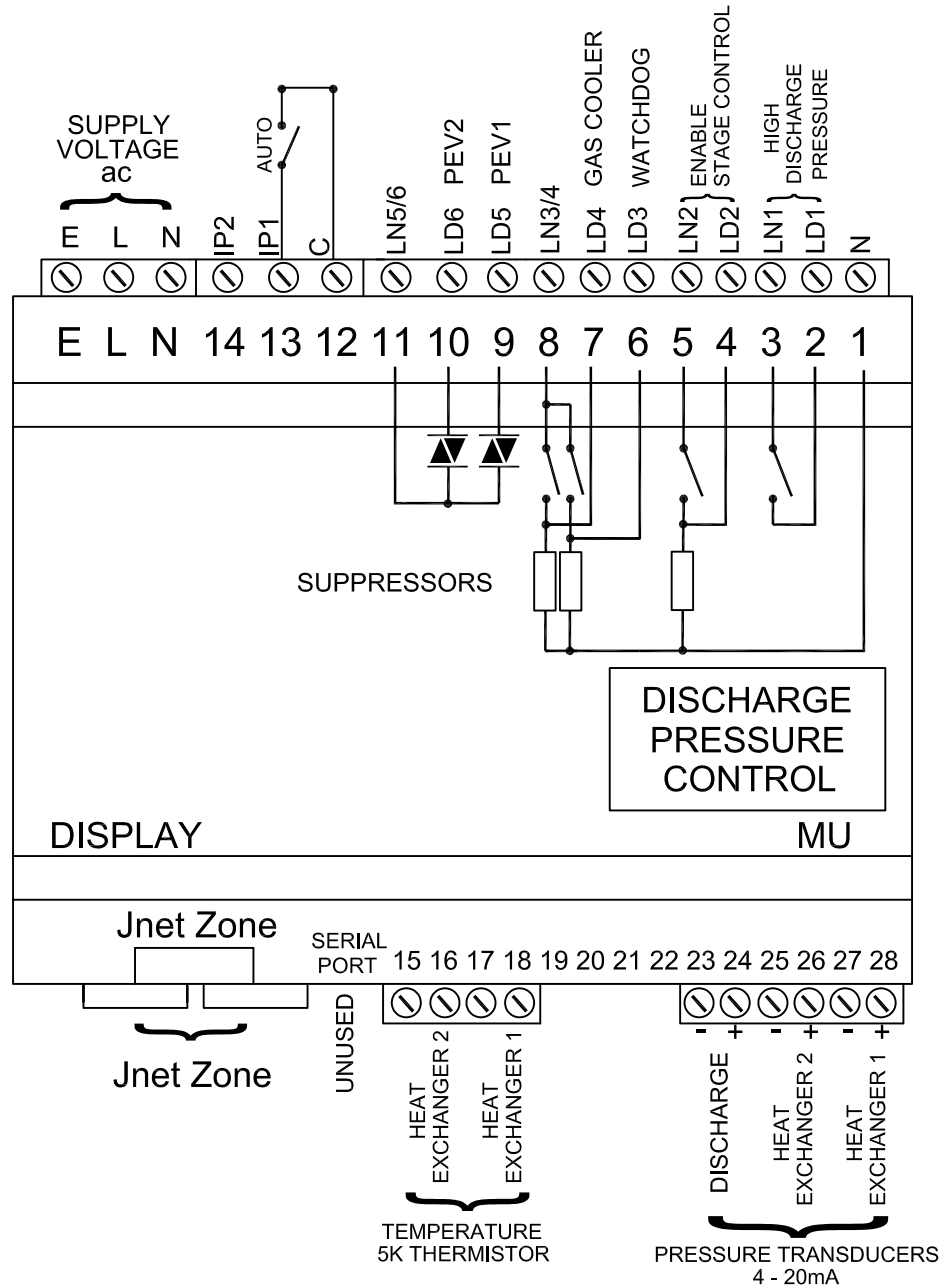 SUPPLY
VOLTAGE
ac
E L N
IP2
IP1
C
AUTO
LN5/6
LD6 PEV2
LD5 PEV1
LN3/4
LD4 GAS COOLER
LD3 WATCHDOG
LN2
LD2
ENABLE
STAGE CONTROL
LN1
LD1
HIGH
DISCHARGE
PRESSURE
N
E L N 14 13 12 11 10 9 8 7 6 5 4 3 2 1
SUPPRESSORS
DISCHARGE
PRESSURE
CONTROL
DISPLAY
MU
Jnet Zone
SERIAL
PORT
15 16 17 18 19 20 21 22 23 24 25 26 27 28
Jnet Zone
UNUSED
HEAT
EXCHANGER 2
HEAT
EXCHANGER 1
TEMPERATURE
5K THERMISTOR
- + - + - +
DISCHARGE
HEAT
EXCHANGER 2
HEAT
EXCHANGER 1
PRESSURE TRANSDUCERS
4 - 20mA